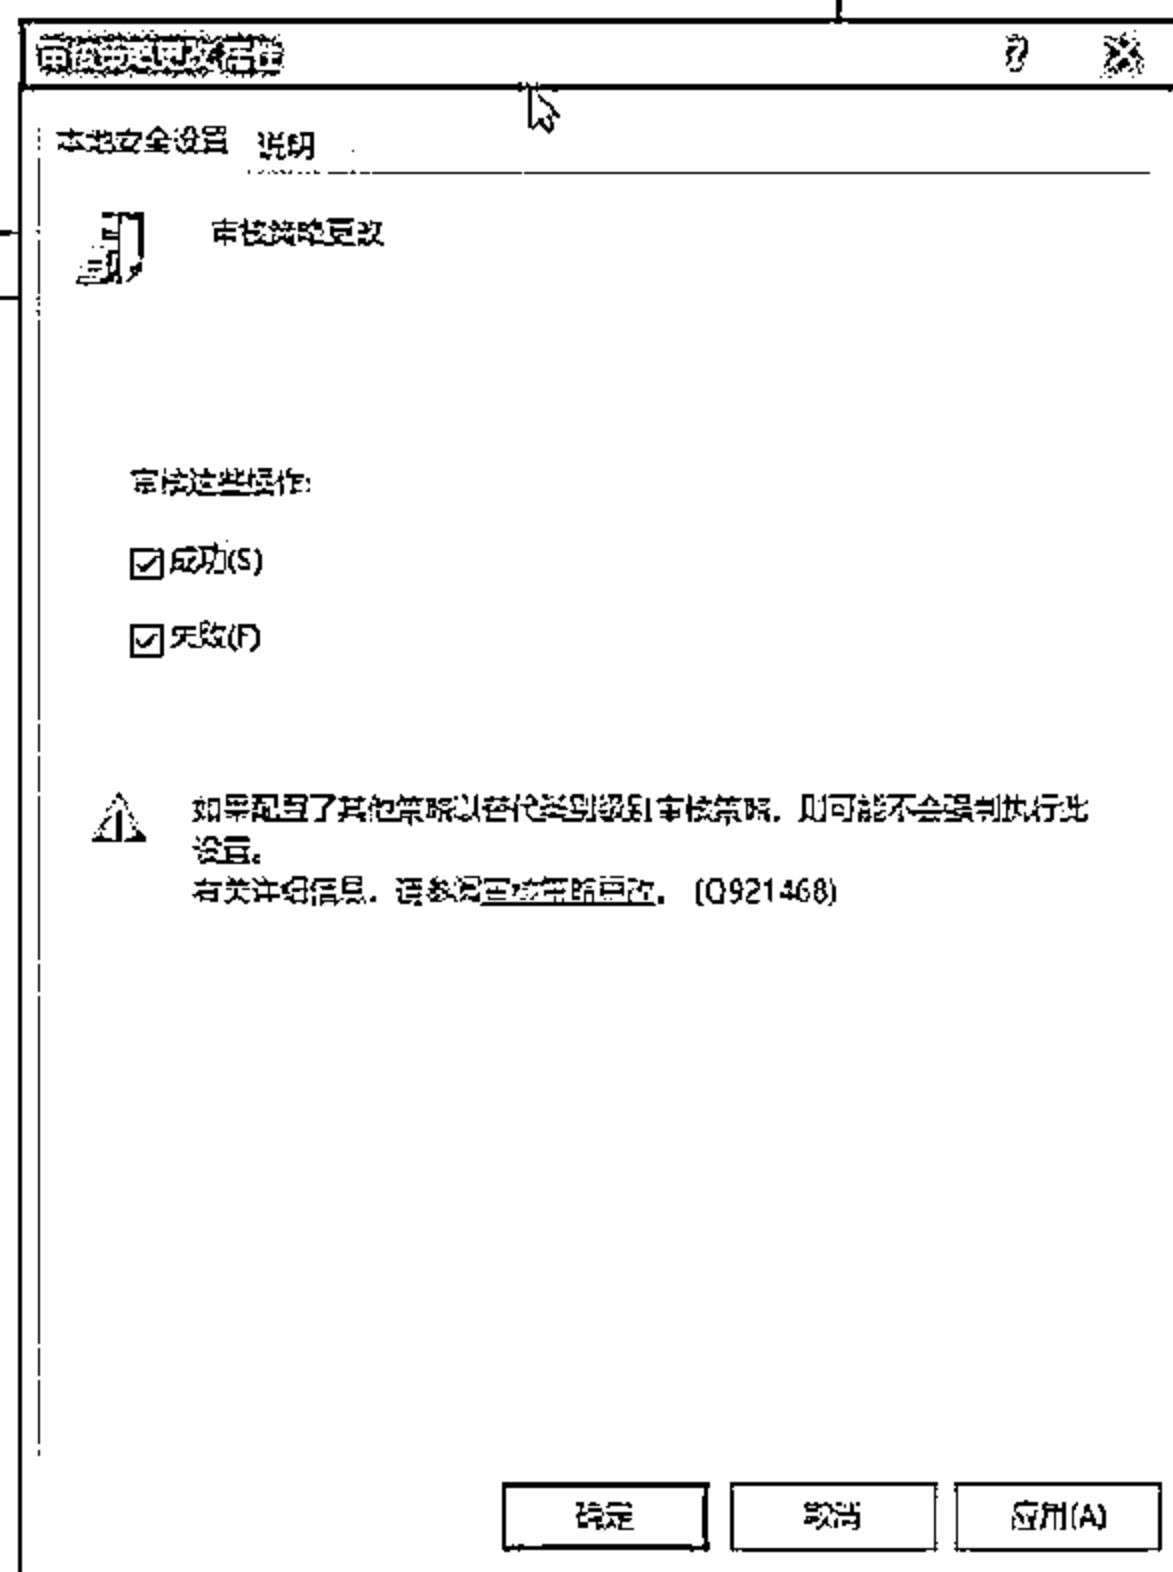 审核策略更改 属性
本地安全设置 说明
审核策略更改
审核这些操作:
成功(S)
失败(F)
如果配置了其他策略以替代类别级别审核策略，则可能不会强制执行此
设置。
有关详细信息，请参阅审核策略更改。 (Q921468)
确定 取消 应用(A)